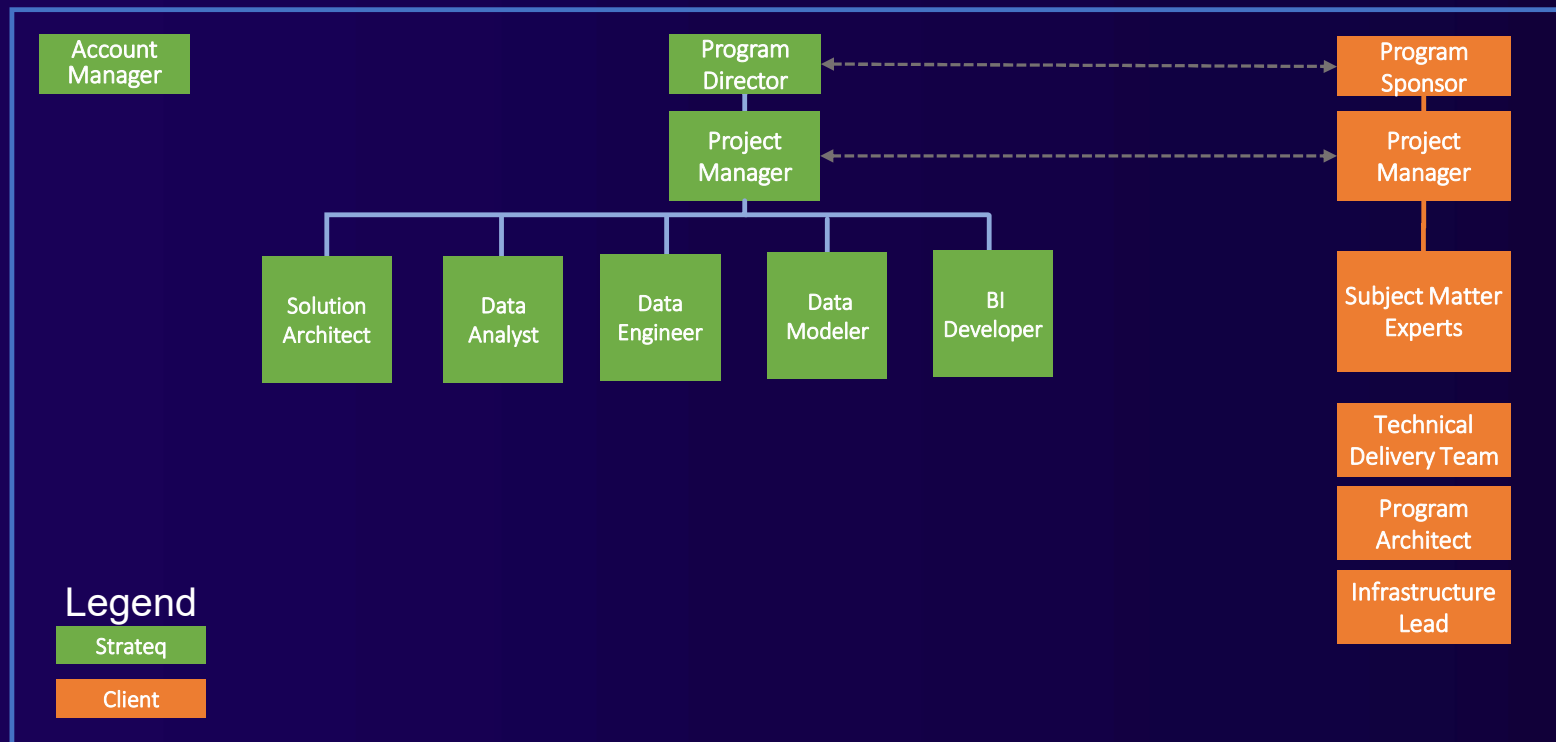 Account
Manager
Program
Director
Program
Sponsor
Project
Manager
Project
Manager
Solution
Architect
Data
Analyst
Data
Engineer
Data
Modeler
BI
Developer
Subject Matter
Experts
Technical
Delivery Team
Program
Architect
Infrastructure
Lead
Legend
Strateq
Client